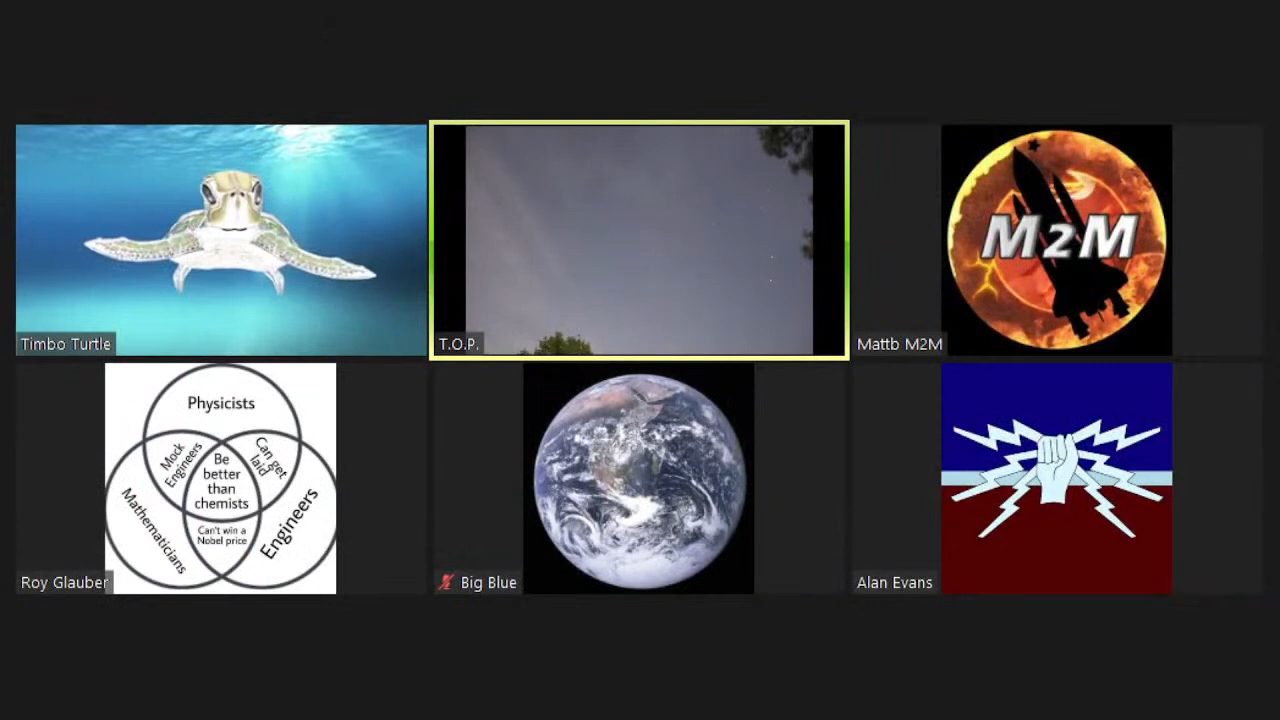 Timbo Turtle
T.O.P.
M2M
Mattb M2M
Physicists
Mock
Engineers
Can get
laid
Be
better
than
chemists
Mathematicians
Can't win a
Nobel price
Engineers
Roy Glauber
Big Blue
Alan Evans